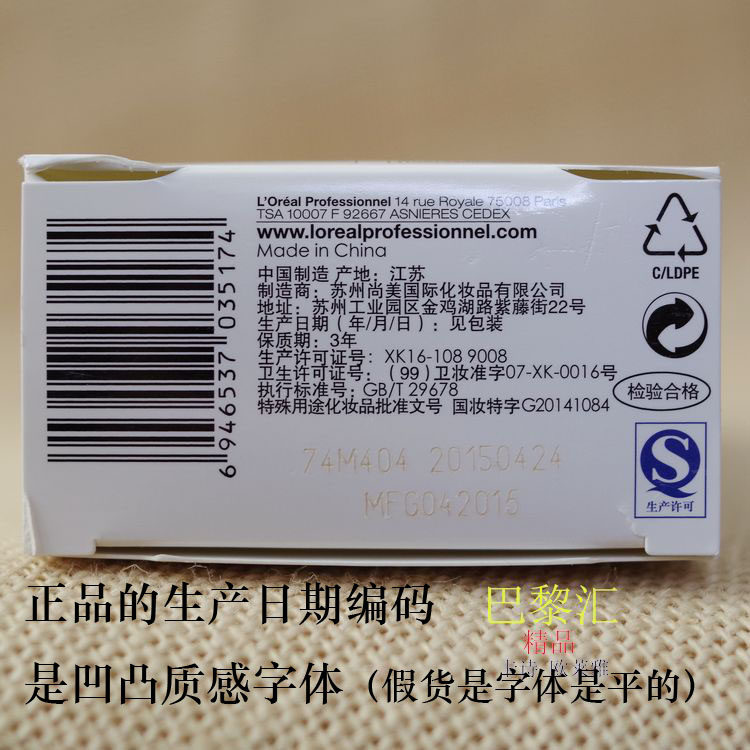 L'Oréal Professionnel 14 rue Royale 75008 Paris
TSA 10007 F 92667 ASNIERES CEDEX
www.lorealprofessionnel.com
Made in China
中国制造 产地：江苏
制造商：苏州尚美国际化妆品有限公司
地址：苏州工业园区金鸡湖路紫藤街22号
生产日期（年/月/日）：见包装
保质期：3年
生产许可证号：XK16-108 9008
卫生许可证号：(99)卫妆准字07-XK-0016号
执行标准号：GB/T 29678
特殊用途化妆品批准文号 国妆特字G20141084
6 946537 035174
C/LDPE
检验合格
生产许可
74M404 20150424
MFG042015
正品的生产日期编码
巴黎汇
精品
卡诗 欧莱雅
是凹凸质感字体（假货是字体是平的）